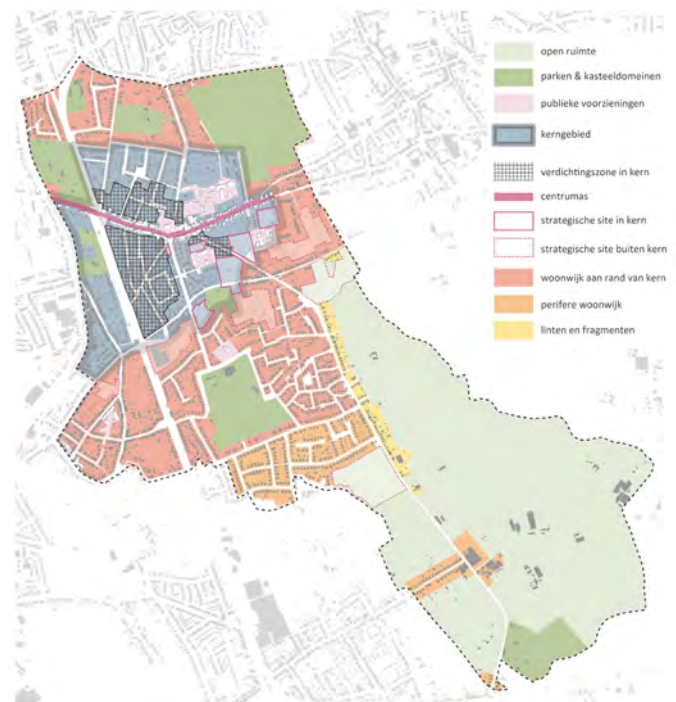 open ruimte
parken & kasteeldomeinen
publieke voorzieningen
kerngebied
verdichtingszone in kern
centrumas
strategische site in kern
strategische site buiten kern
woonwijk aan rand van kern
perifere woonwijk
linten en fragmenten